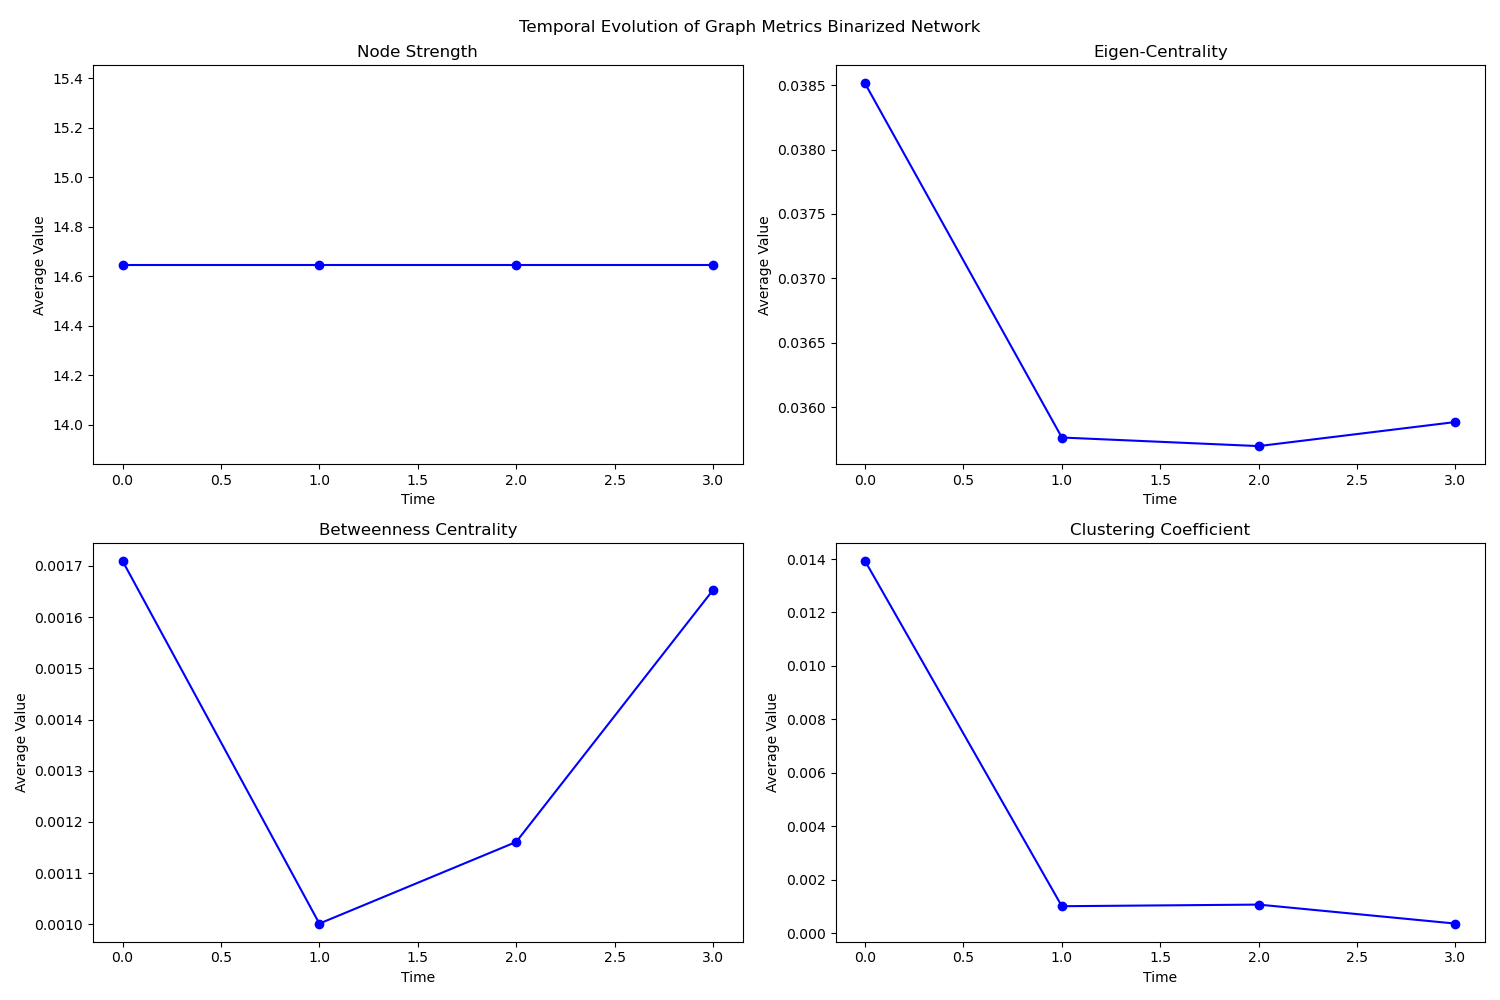 Temporal Evolution of Graph Metrics Binarized Network
Node Strength
15.4
15.2
15.0
14.8
14.6
14.4
14.2
14.0
Average Value
0.0 0.5 1.0 1.5 2.0 2.5 3.0
Time
Eigen-Centrality
0.0385
0.0380
0.0375
0.0370
0.0365
0.0360
Average Value
0.0 0.5 1.0 1.5 2.0 2.5 3.0
Time
Betweenness Centrality
0.0017
0.0016
0.0015
0.0014
0.0013
0.0012
0.0011
0.0010
Average Value
0.0 0.5 1.0 1.5 2.0 2.5 3.0
Time
Clustering Coefficient
0.014
0.012
0.010
0.008
0.006
0.004
0.002
0.000
Average Value
0.0 0.5 1.0 1.5 2.0 2.5 3.0
Time